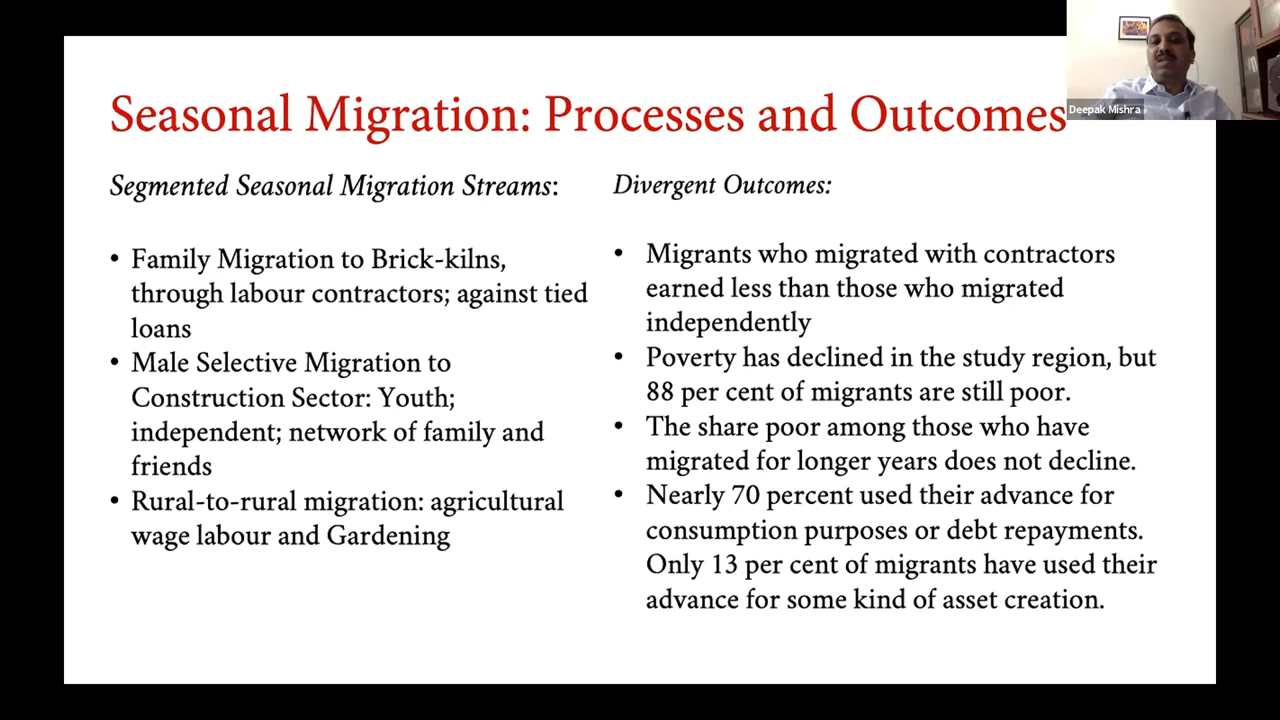 Seasonal Migration: Processes and Outcomes
Deepak Mishra
Segmented Seasonal Migration Streams:
• Family Migration to Brick-kilns,
through labour contractors; against tied
loans
• Male Selective Migration to
Construction Sector: Youth;
independent; network of family and
friends
• Rural-to-rural migration: agricultural
wage labour and Gardening
Divergent Outcomes:
• Migrants who migrated with contractors
earned less than those who migrated
independently
• Poverty has declined in the study region, but
88 per cent of migrants are still poor.
• The share poor among those who have
migrated for longer years does not decline.
• Nearly 70 percent used their advance for
consumption purposes or debt repayments.
Only 13 per cent of migrants have used their
advance for some kind of asset creation.